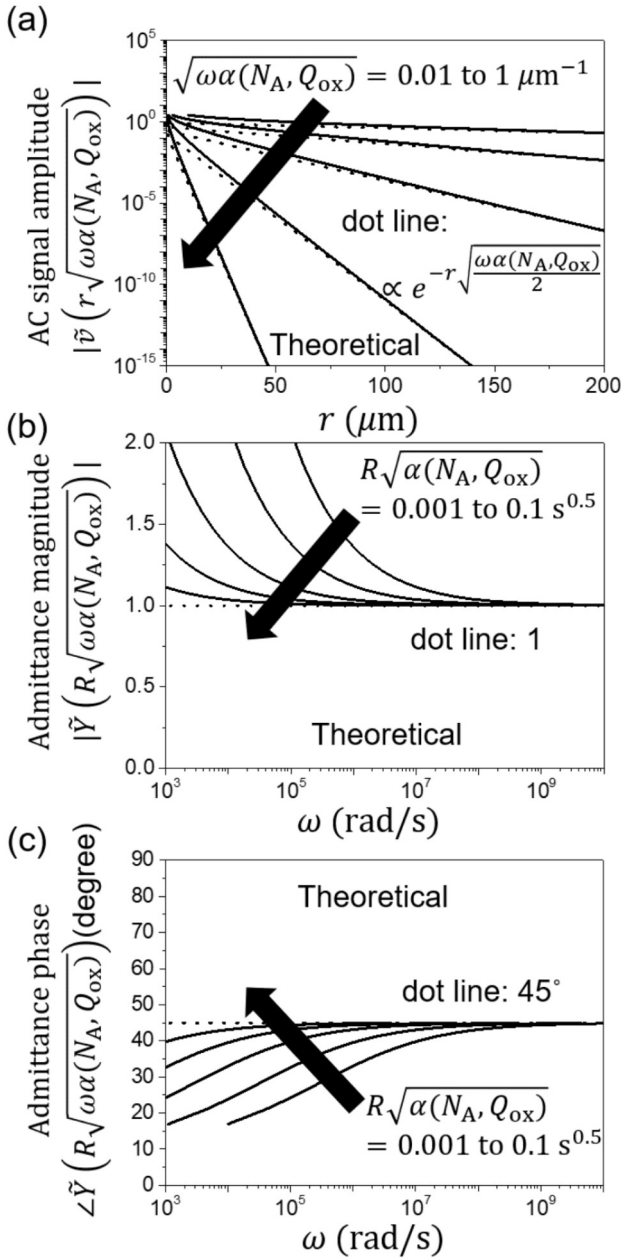 (a)
AC signal amplitude
|ṽ(r√ωα(N_A, Q_ox))|
10^5
10^0
10^-5
10^-10
10^-15
√ωα(N_A, Q_ox) = 0.01 to 1 μm^-1
dot line:
∝ e^(-r√(ωα(N_A,Q_ox)/2))
Theoretical
0 50 100 150 200
r (μm)
(b)
Admittance magnitude
|Ỹ(R√ωα(N_A, Q_ox))|
2.0
1.5
1.0
0.5
0.0
R√α(N_A, Q_ox)
= 0.001 to 0.1 s^0.5
dot line: 1
Theoretical
10^3 10^5 10^7 10^9
ω (rad/s)
(c)
Admittance phase
∠Ỹ(R√ωα(N_A, Q_ox))(degree)
90
80
70
60
50
40
30
20
10
0
Theoretical
dot line: 45°
R√α(N_A, Q_ox)
= 0.001 to 0.1 s^0.5
10^3 10^5 10^7 10^9
ω (rad/s)